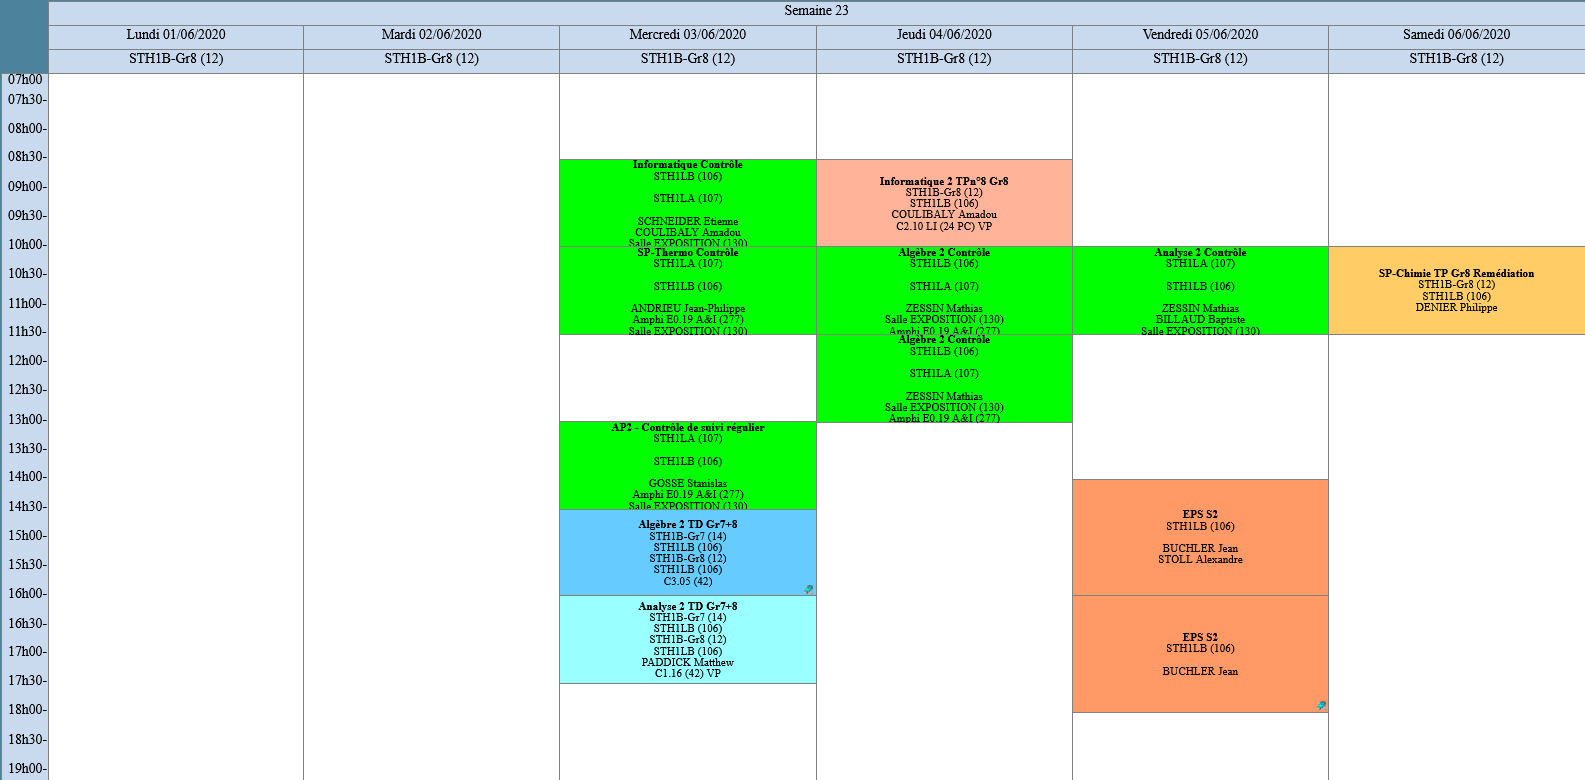 Semaine 23
Lundi 01/06/2020
Mardi 02/06/2020
Mercredi 03/06/2020
Jeudi 04/06/2020
Vendredi 05/06/2020
Samedi 06/06/2020
STH1B-Gr8 (12)
STH1B-Gr8 (12)
STH1B-Gr8 (12)
STH1B-Gr8 (12)
STH1B-Gr8 (12)
STH1B-Gr8 (12)
07h00
07h30-
08h00-
08h30-
09h00-
09h30-
10h00-
10h30-
11h00-
11h30-
12h00-
12h30-
13h00-
13h30-
14h00-
14h30-
15h00-
15h30-
16h00-
16h30-
17h00-
17h30-
18h00-
18h30-
19h00-
Informatique Contrôle
STH1LB (106)
STH1LA (107)
SCHNEIDER Etienne
COULIBALY Amadou
Salle EXPOSITION (130)
SP-Thermo Contrôle
STH1LA (107)
STH1LB (106)
ANDRIEU Jean-Philippe
Amphi E0.19 A&I (277)
Salle EXPOSITION (130)
AP2 - Contrôle de suivi régulier
STH1LA (107)
STH1LB (106)
GOSSE Stanislas
Amphi E0.19 A&I (277)
Salle EXPOSITION (130)
Algèbre 2 TD Gr7+8
STH1B-Gr7 (14)
STH1LB (106)
STH1B-Gr8 (12)
STH1LB (106)
C3.05 (42)
Analyse 2 TD Gr7+8
STH1B-Gr7 (14)
STH1LB (106)
STH1B-Gr8 (12)
STH1LB (106)
PADDICK Matthew
C1.16 (42) VP
Informatique 2 TPn°8 Gr8
STH1B-Gr8 (12)
STH1LB (106)
COULIBALY Amadou
C2.10 LI (24 PC) VP
Algèbre 2 Contrôle
STH1LB (106)
STH1LA (107)
ZESSIN Mathias
Salle EXPOSITION (130)
Amphi E0.19 A&I (277)
Algèbre 2 Contrôle
STH1LB (106)
STH1LA (107)
ZESSIN Mathias
Salle EXPOSITION (130)
Amphi E0.19 A&I (277)
Analyse 2 Contrôle
STH1LA (107)
STH1LB (106)
ZESSIN Mathias
BILLAUD Baptiste
Salle EXPOSITION (130)
EPS S2
STH1LB (106)
BUCHLER Jean
STOLL Alexandre
EPS S2
STH1LB (106)
BUCHLER Jean
SP-Chimie TP Gr8 Remédiation
STH1B-Gr8 (12)
STH1LB (106)
DENIER Philippe